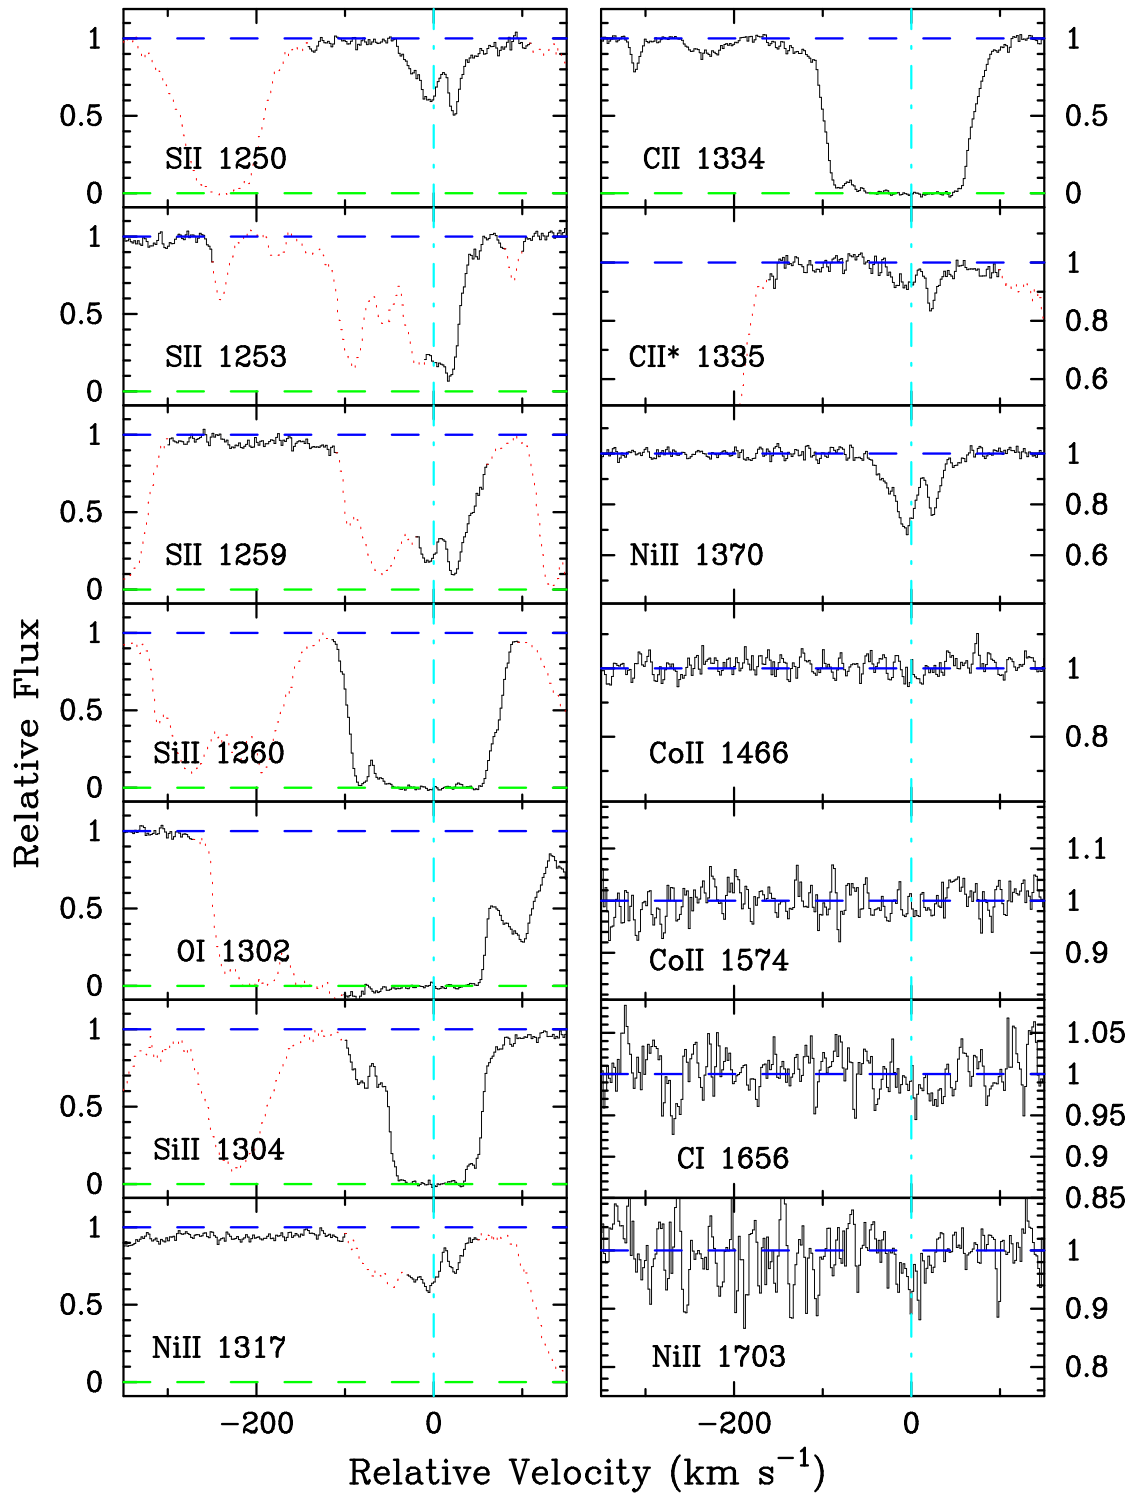 1
0.5
0
SII 1250
1
0.5
0
SII 1253
1
0.5
0
SII 1259
1
0.5
0
SiII 1260
1
0.5
0
OI 1302
1
0.5
0
SiII 1304
1
0.5
0
NiII 1317
−200
0
1
0.5
0
CII 1334
1
0.8
0.6
CII* 1335
1
0.8
0.6
NiII 1370
1
0.8
CoII 1466
1.1
1
0.9
CoII 1574
1.05
1
0.95
0.9
0.85
CI 1656
1
0.9
0.8
NiII 1703
−200
0
Relative Flux
Relative Velocity (km s⁻¹)